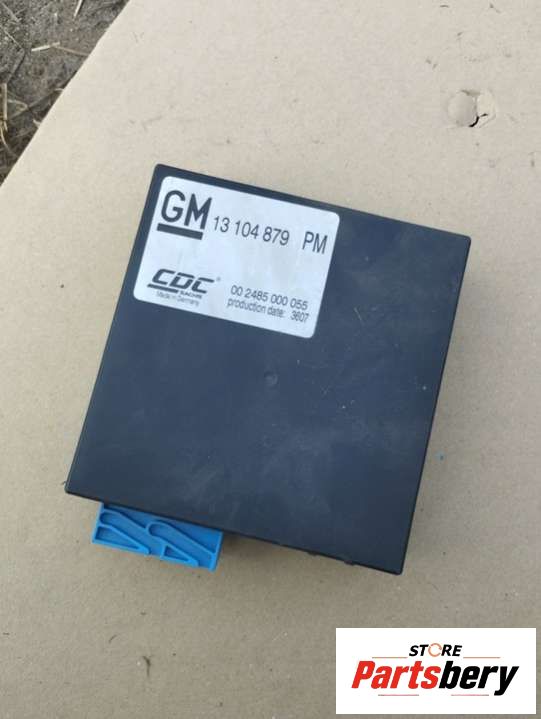 GM 13 104 879 PM
CDC®
SACHS
Made in Germany
00 2485 000 055
production date: 3607
STORE
Partsbery